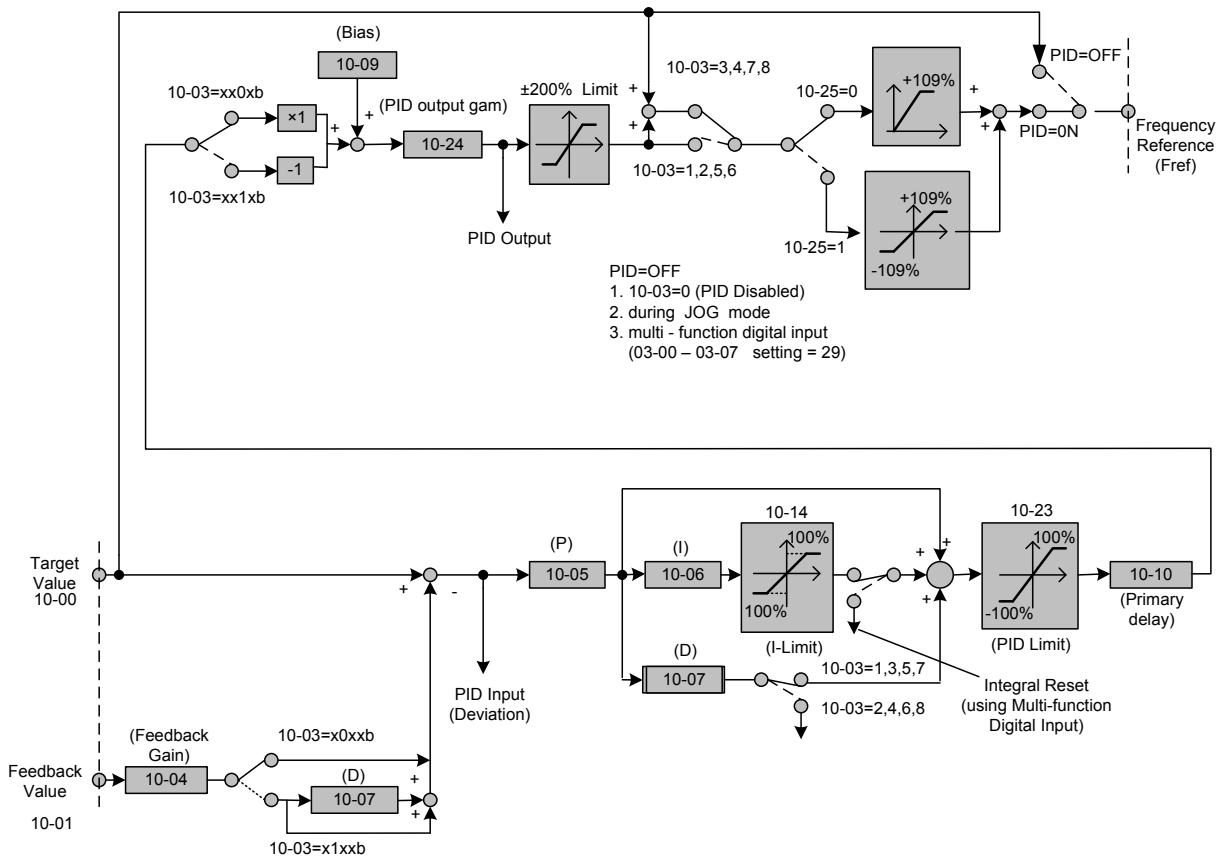 (Bias)
10-09
10-03=xx0xb
×1
+
+
(PID output gam)
10-24
-1
10-03=xx1xb
PID Output
±200% Limit
+
+
10-03=3,4,7,8
10-03=1,2,5,6
10-25=0
+109%
+
10-25=1
+109%
-109%
+
PID=OFF
PID=0N
Frequency
Reference
(Fref)
PID=OFF
1. 10-03=0 (PID Disabled)
2. during JOG mode
3. multi - function digital input
(03-00 – 03-07 setting = 29)
Target
Value
10-00
+
-
PID Input
(Deviation)
(P)
10-05
(I)
10-06
10-14
100%
100%
(I-Limit)
(D)
10-07
10-03=1,3,5,7
10-03=2,4,6,8
+
+
+
Integral Reset
(using Multi-function
Digital Input)
10-23
100%
-100%
(PID Limit)
10-10
(Primary
delay)
Feedback
Value
10-01
(Feedback
Gain)
10-04
10-03=x0xxb
(D)
10-07
+
+
10-03=x1xxb